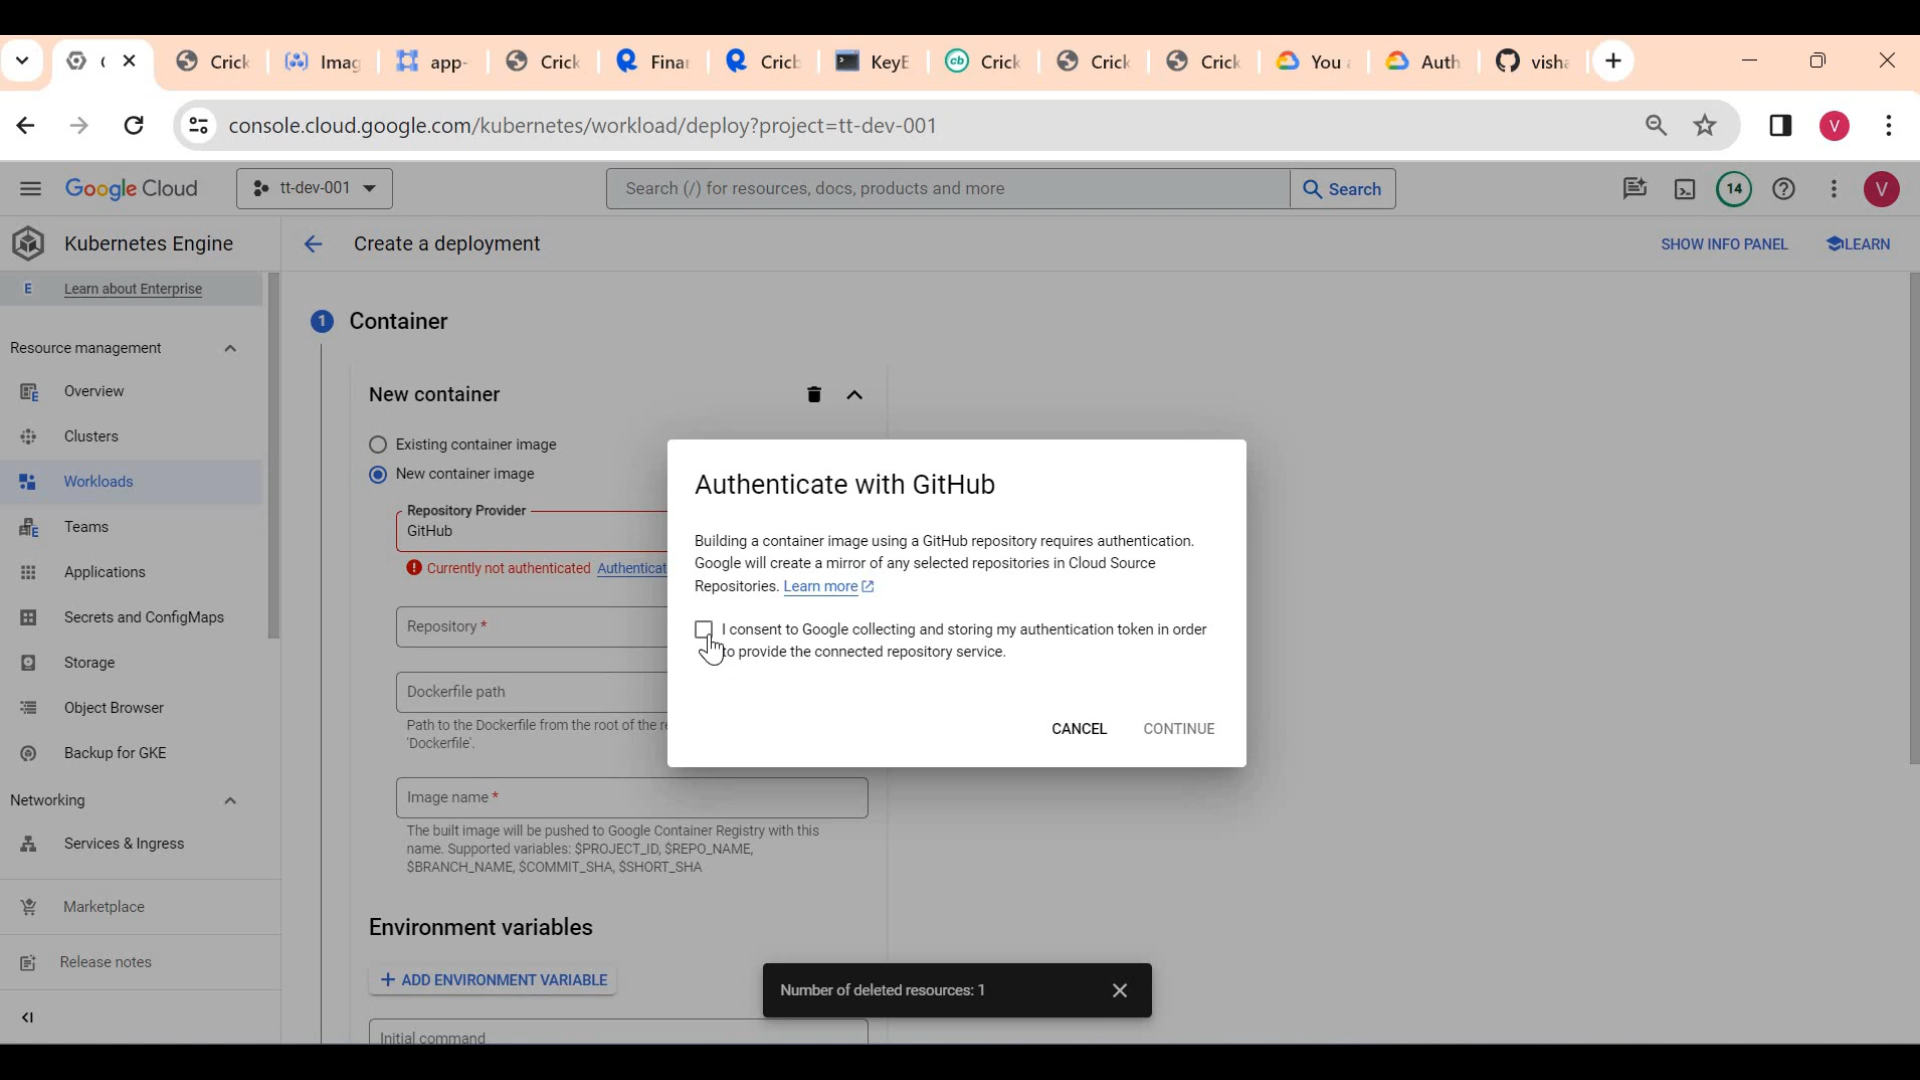 Crick
Imag
app-
Crick
Finan
Cricb
KeyE
Crick
Crick
Crick
You a
Auth
visha
console.cloud.google.com/kubernetes/workload/deploy?project=tt-dev-001
V
Google Cloud
tt-dev-001
Search (/) for resources, docs, products and more
Search
14
V
Kubernetes Engine
Create a deployment
SHOW INFO PANEL
LEARN
E
Learn about Enterprise
Resource management
Overview
Clusters
Workloads
Teams
Applications
Secrets and ConfigMaps
Storage
Object Browser
Backup for GKE
Networking
Services & Ingress
Marketplace
Release notes
1 Container
New container
Existing container image
New container image
Repository Provider
GitHub
Currently not authenticated Authenticat
Repository *
Dockerfile path
Path to the Dockerfile from the root of the re
'Dockerfile'.
Image name *
The built image will be pushed to Google Container Registry with this
name. Supported variables: $PROJECT_ID, $REPO_NAME,
$BRANCH_NAME, $COMMIT_SHA, $SHORT_SHA
Environment variables
+ ADD ENVIRONMENT VARIABLE
Initial command
Authenticate with GitHub
Building a container image using a GitHub repository requires authentication.
Google will create a mirror of any selected repositories in Cloud Source
Repositories. Learn more
I consent to Google collecting and storing my authentication token in order
to provide the connected repository service.
CANCEL
CONTINUE
Number of deleted resources: 1